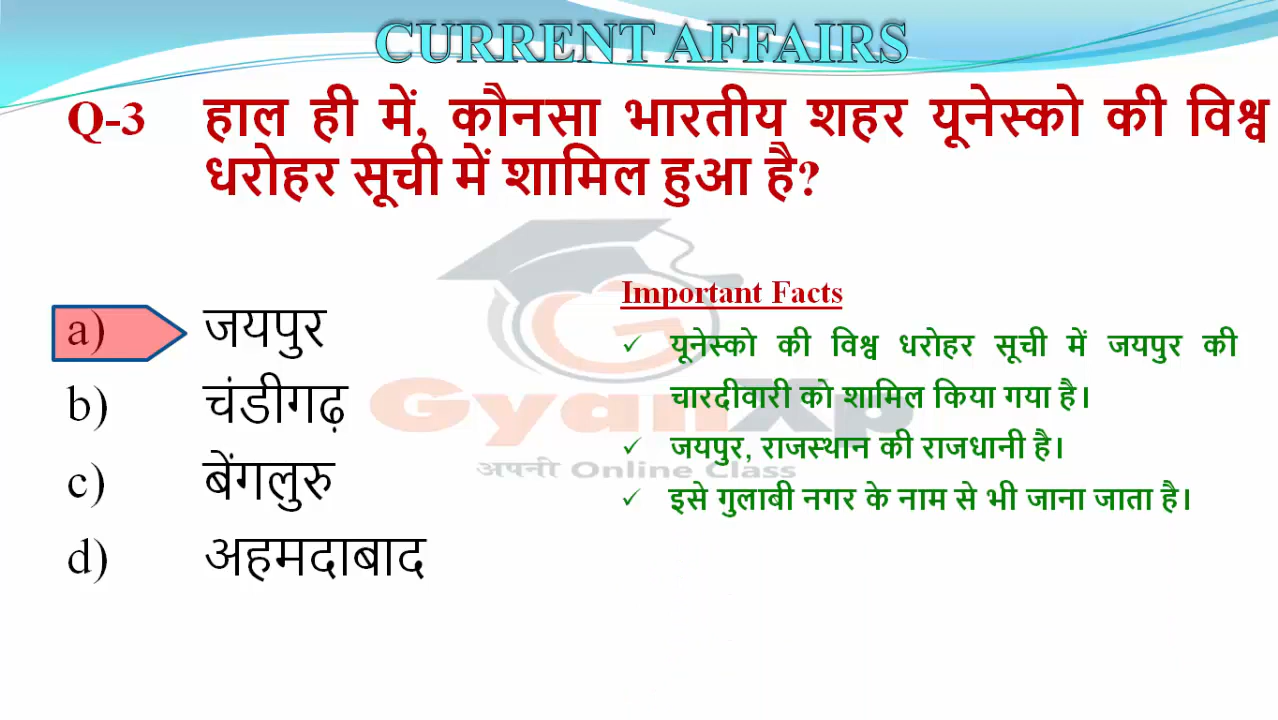 CURRENT AFFAIRS
Q-3 हाल ही में, कौनसा भारतीय शहर यूनेस्को की विश्व
धरोहर सूची में शामिल हुआ है?
a) जयपुर
b) चंडीगढ़
c) बेंगलुरु
d) अहमदाबाद
Important Facts
✓ यूनेस्को की विश्व धरोहर सूची में जयपुर की
चारदीवारी को शामिल किया गया है।
✓ जयपुर, राजस्थान की राजधानी है।
✓ इसे गुलाबी नगर के नाम से भी जाना जाता है।
G
GyanXp
अपनी Online Class